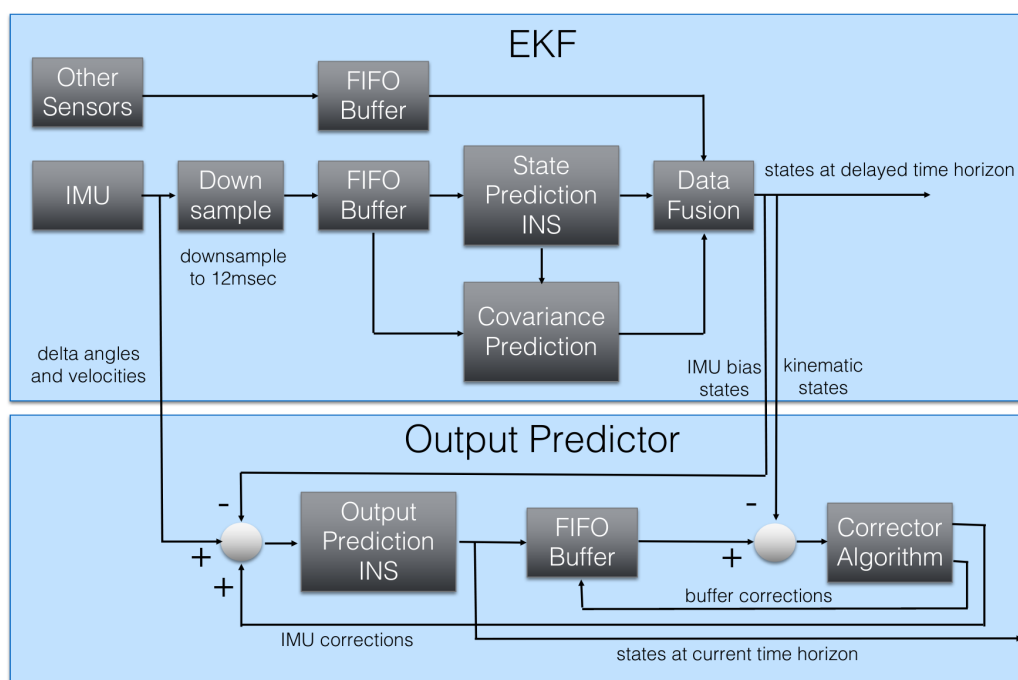 EKF
Other
Sensors
FIFO
Buffer
IMU
Down
sample
FIFO
Buffer
State
Prediction
INS
Data
Fusion
states at delayed time horizon
downsample
to 12msec
Covariance
Prediction
delta angles
and velocities
IMU bias
states
kinematic
states
Output Predictor
-
+
+
Output
Prediction
INS
FIFO
Buffer
-
+
Corrector
Algorithm
buffer corrections
IMU corrections
states at current time horizon